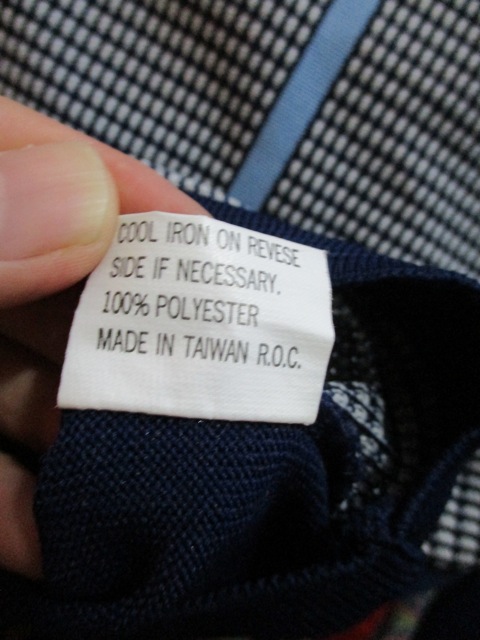 COOL IRON ON REVESE
SIDE IF NECESSARY.
100% POLYESTER
MADE IN TAIWAN R.O.C.